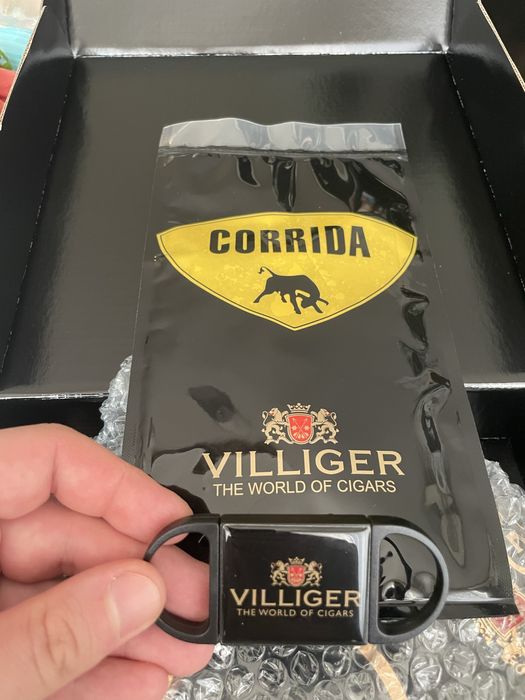 CORRIDA
VILLIGER
THE WORLD OF CIGARS
VILLIGER
THE WORLD OF CIGARS